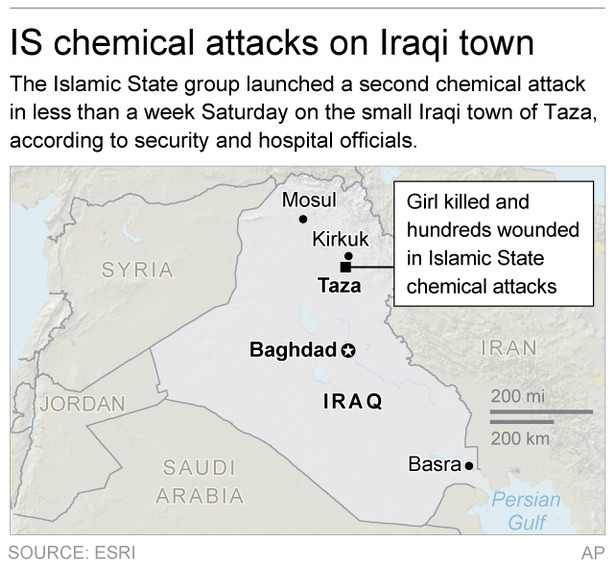 IS chemical attacks on Iraqi town
The Islamic State group launched a second chemical attack
in less than a week Saturday on the small Iraqi town of Taza,
according to security and hospital officials.
Mosul
Kirkuk
Taza
Girl killed and
hundreds wounded
in Islamic State
chemical attacks
SYRIA
Baghdad
IRAN
IRAQ
JORDAN
200 mi
200 km
SAUDI
ARABIA
Basra
Persian
Gulf
SOURCE: ESRI
AP